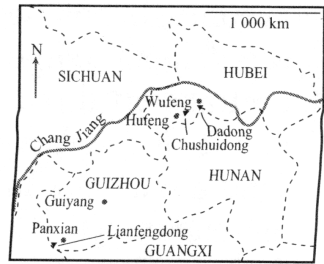 1 000 km
N
SICHUAN
HUBEI
Wufeng
Hufeng
Dadong
Chushuidong
Chang Jiang
HUNAN
GUIZHOU
Guiyang
Panxian
Lianfengdong
GUANGXI